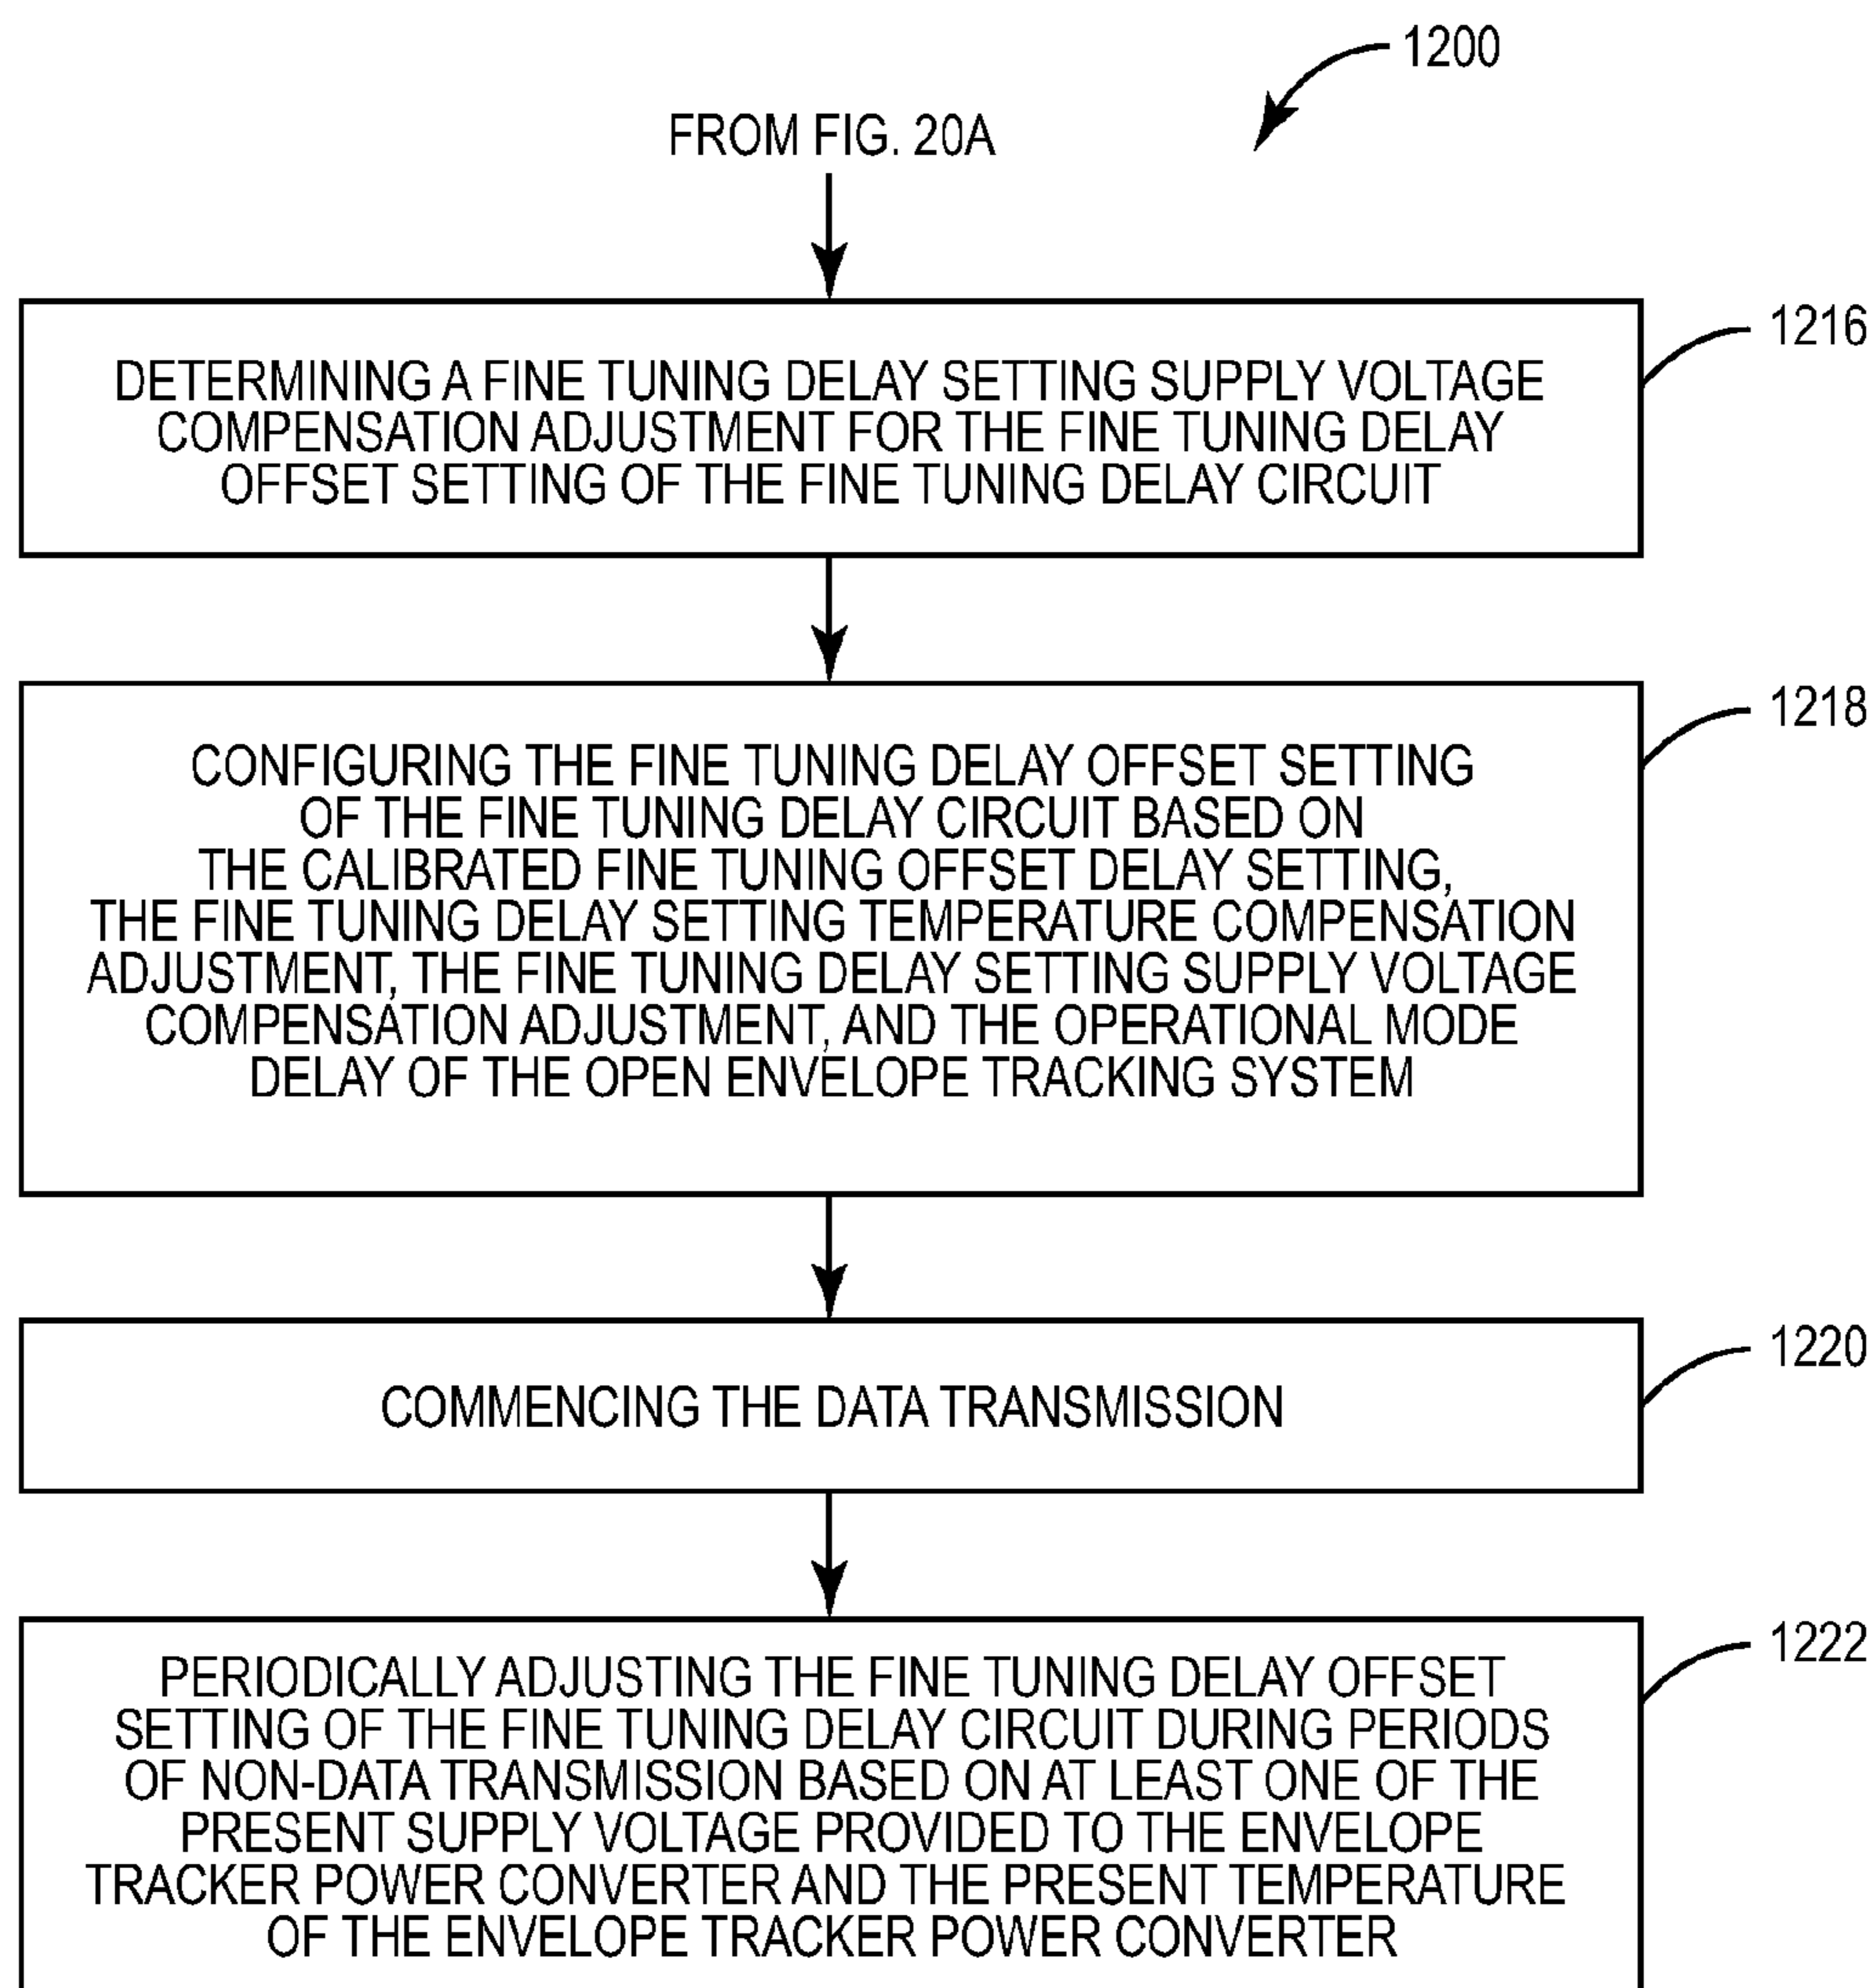 1200
FROM FIG. 20A
1216
DETERMINING A FINE TUNING DELAY SETTING SUPPLY VOLTAGE
COMPENSATION ADJUSTMENT FOR THE FINE TUNING DELAY
OFFSET SETTING OF THE FINE TUNING DELAY CIRCUIT
1218
CONFIGURING THE FINE TUNING DELAY OFFSET SETTING
OF THE FINE TUNING DELAY CIRCUIT BASED ON
THE CALIBRATED FINE TUNING OFFSET DELAY SETTING,
THE FINE TUNING DELAY SETTING TEMPERATURE COMPENSATION
ADJUSTMENT, THE FINE TUNING DELAY SETTING SUPPLY VOLTAGE
COMPENSATION ADJUSTMENT, AND THE OPERATIONAL MODE
DELAY OF THE OPEN ENVELOPE TRACKING SYSTEM
1220
COMMENCING THE DATA TRANSMISSION
1222
PERIODICALLY ADJUSTING THE FINE TUNING DELAY OFFSET
SETTING OF THE FINE TUNING DELAY CIRCUIT DURING PERIODS
OF NON-DATA TRANSMISSION BASED ON AT LEAST ONE OF THE
PRESENT SUPPLY VOLTAGE PROVIDED TO THE ENVELOPE
TRACKER POWER CONVERTER AND THE PRESENT TEMPERATURE
OF THE ENVELOPE TRACKER POWER CONVERTER